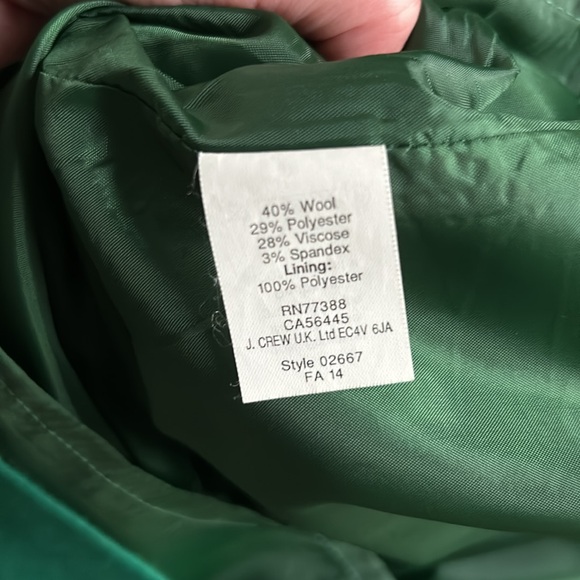 40% Wool
29% Polyester
28% Viscose
3% Spandex
Lining:
100% Polyester
RN77388
CA56445
J. CREW U.K. Ltd EC4V 6JA
Style 02667
FA 14